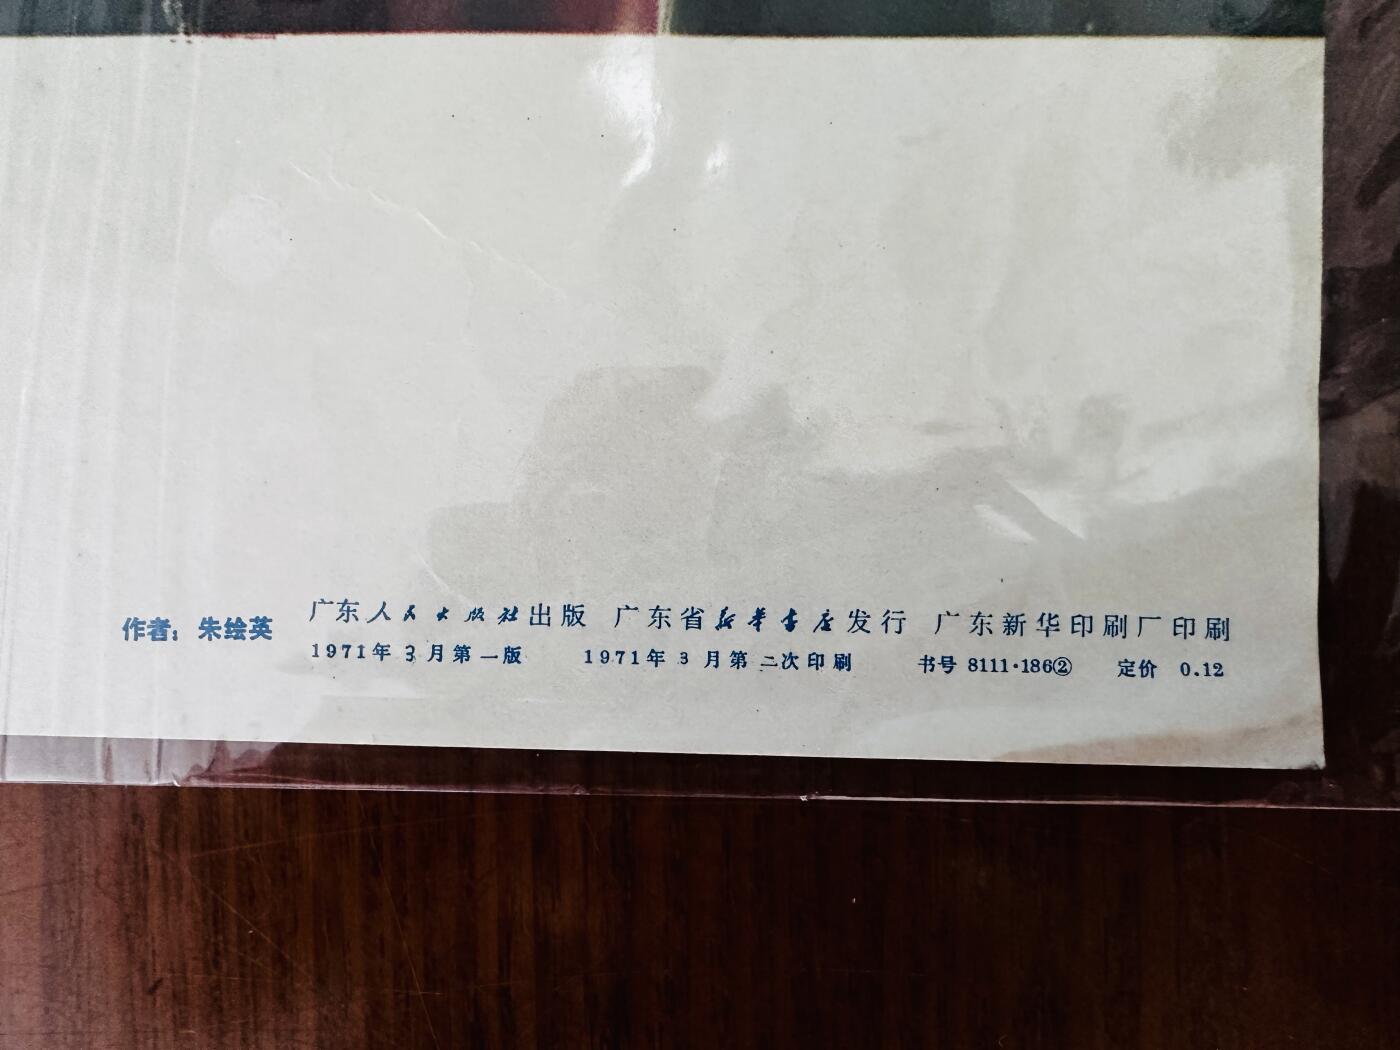 作者：朱绘英
广东人民出版社出版 广东省新华书店发行 广东新华印刷厂印刷
1971年3月第一版 1971年3月第二次印刷 书号 8111·186② 定价 0.12